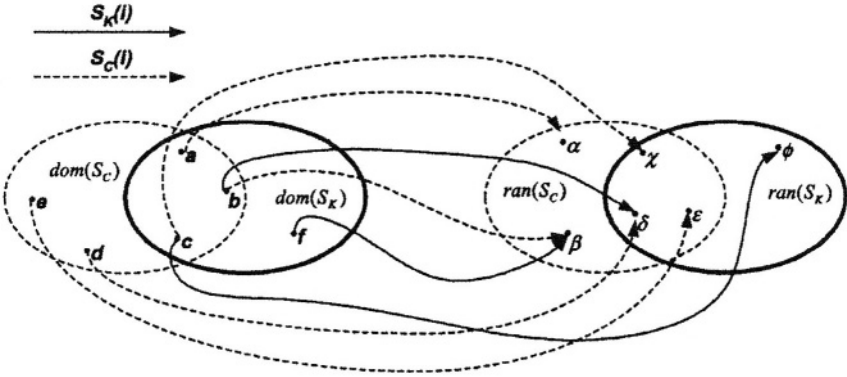 S_K(i)
S_C(i)
dom(S_C)
a
α
χ
ϕ
e
b
dom(S_K)
ran(S_C)
ran(S_K)
c
f
β
δ
ε
d